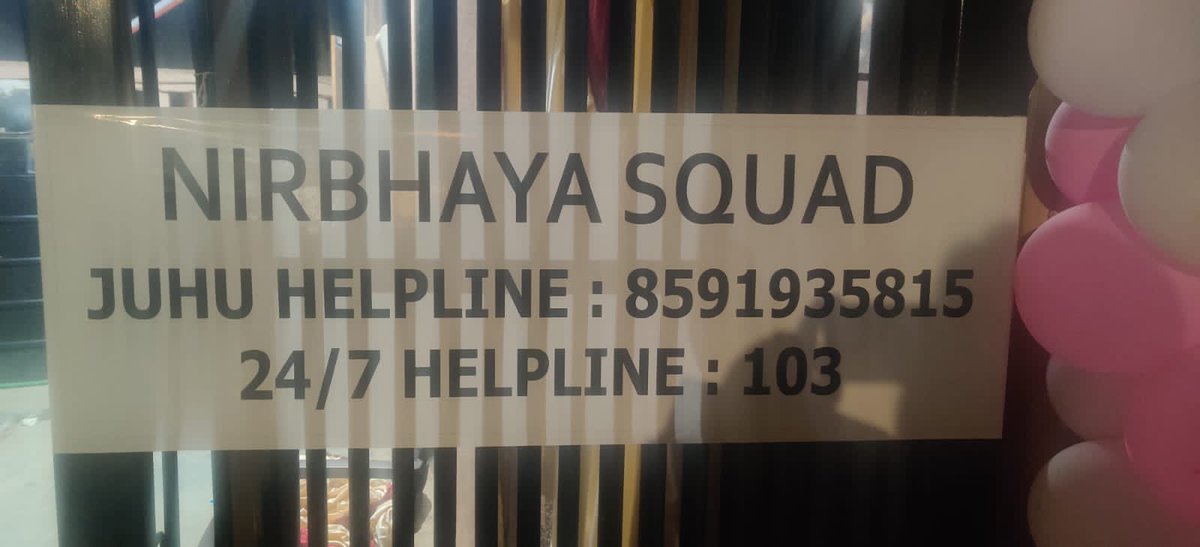 NIRBHAYA SQUAD
JUHU HELPLINE : 8591935815
24/7 HELPLINE : 103